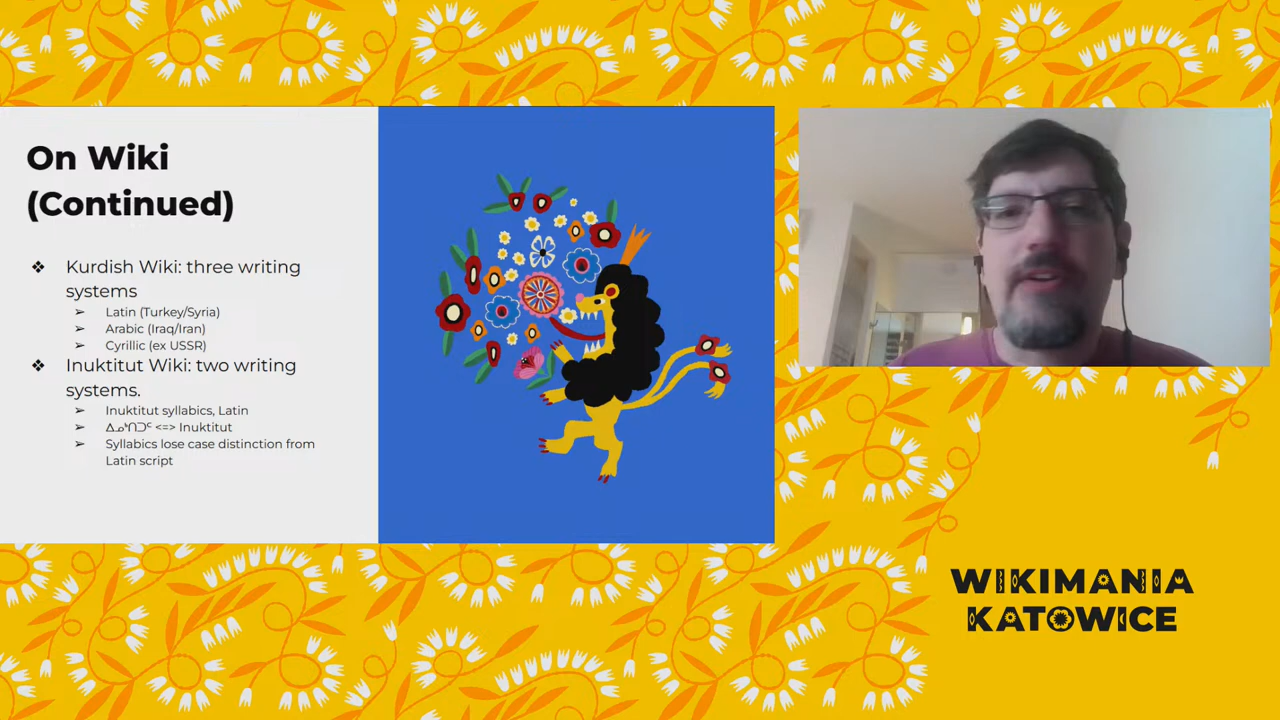 On Wiki
(Continued)
❖ Kurdish Wiki: three writing
systems
➢ Latin (Turkey/Syria)
➢ Arabic (Iraq/Iran)
➢ Cyrillic (ex USSR)
❖ Inuktitut Wiki: two writing
systems.
➢ Inuktitut syllabics, Latin
➢ ᐃᓄᒃᑎᑐᑦ <=> Inuktitut
➢ Syllabics lose case distinction from
Latin script
WIKIMANIA
KATOWICE